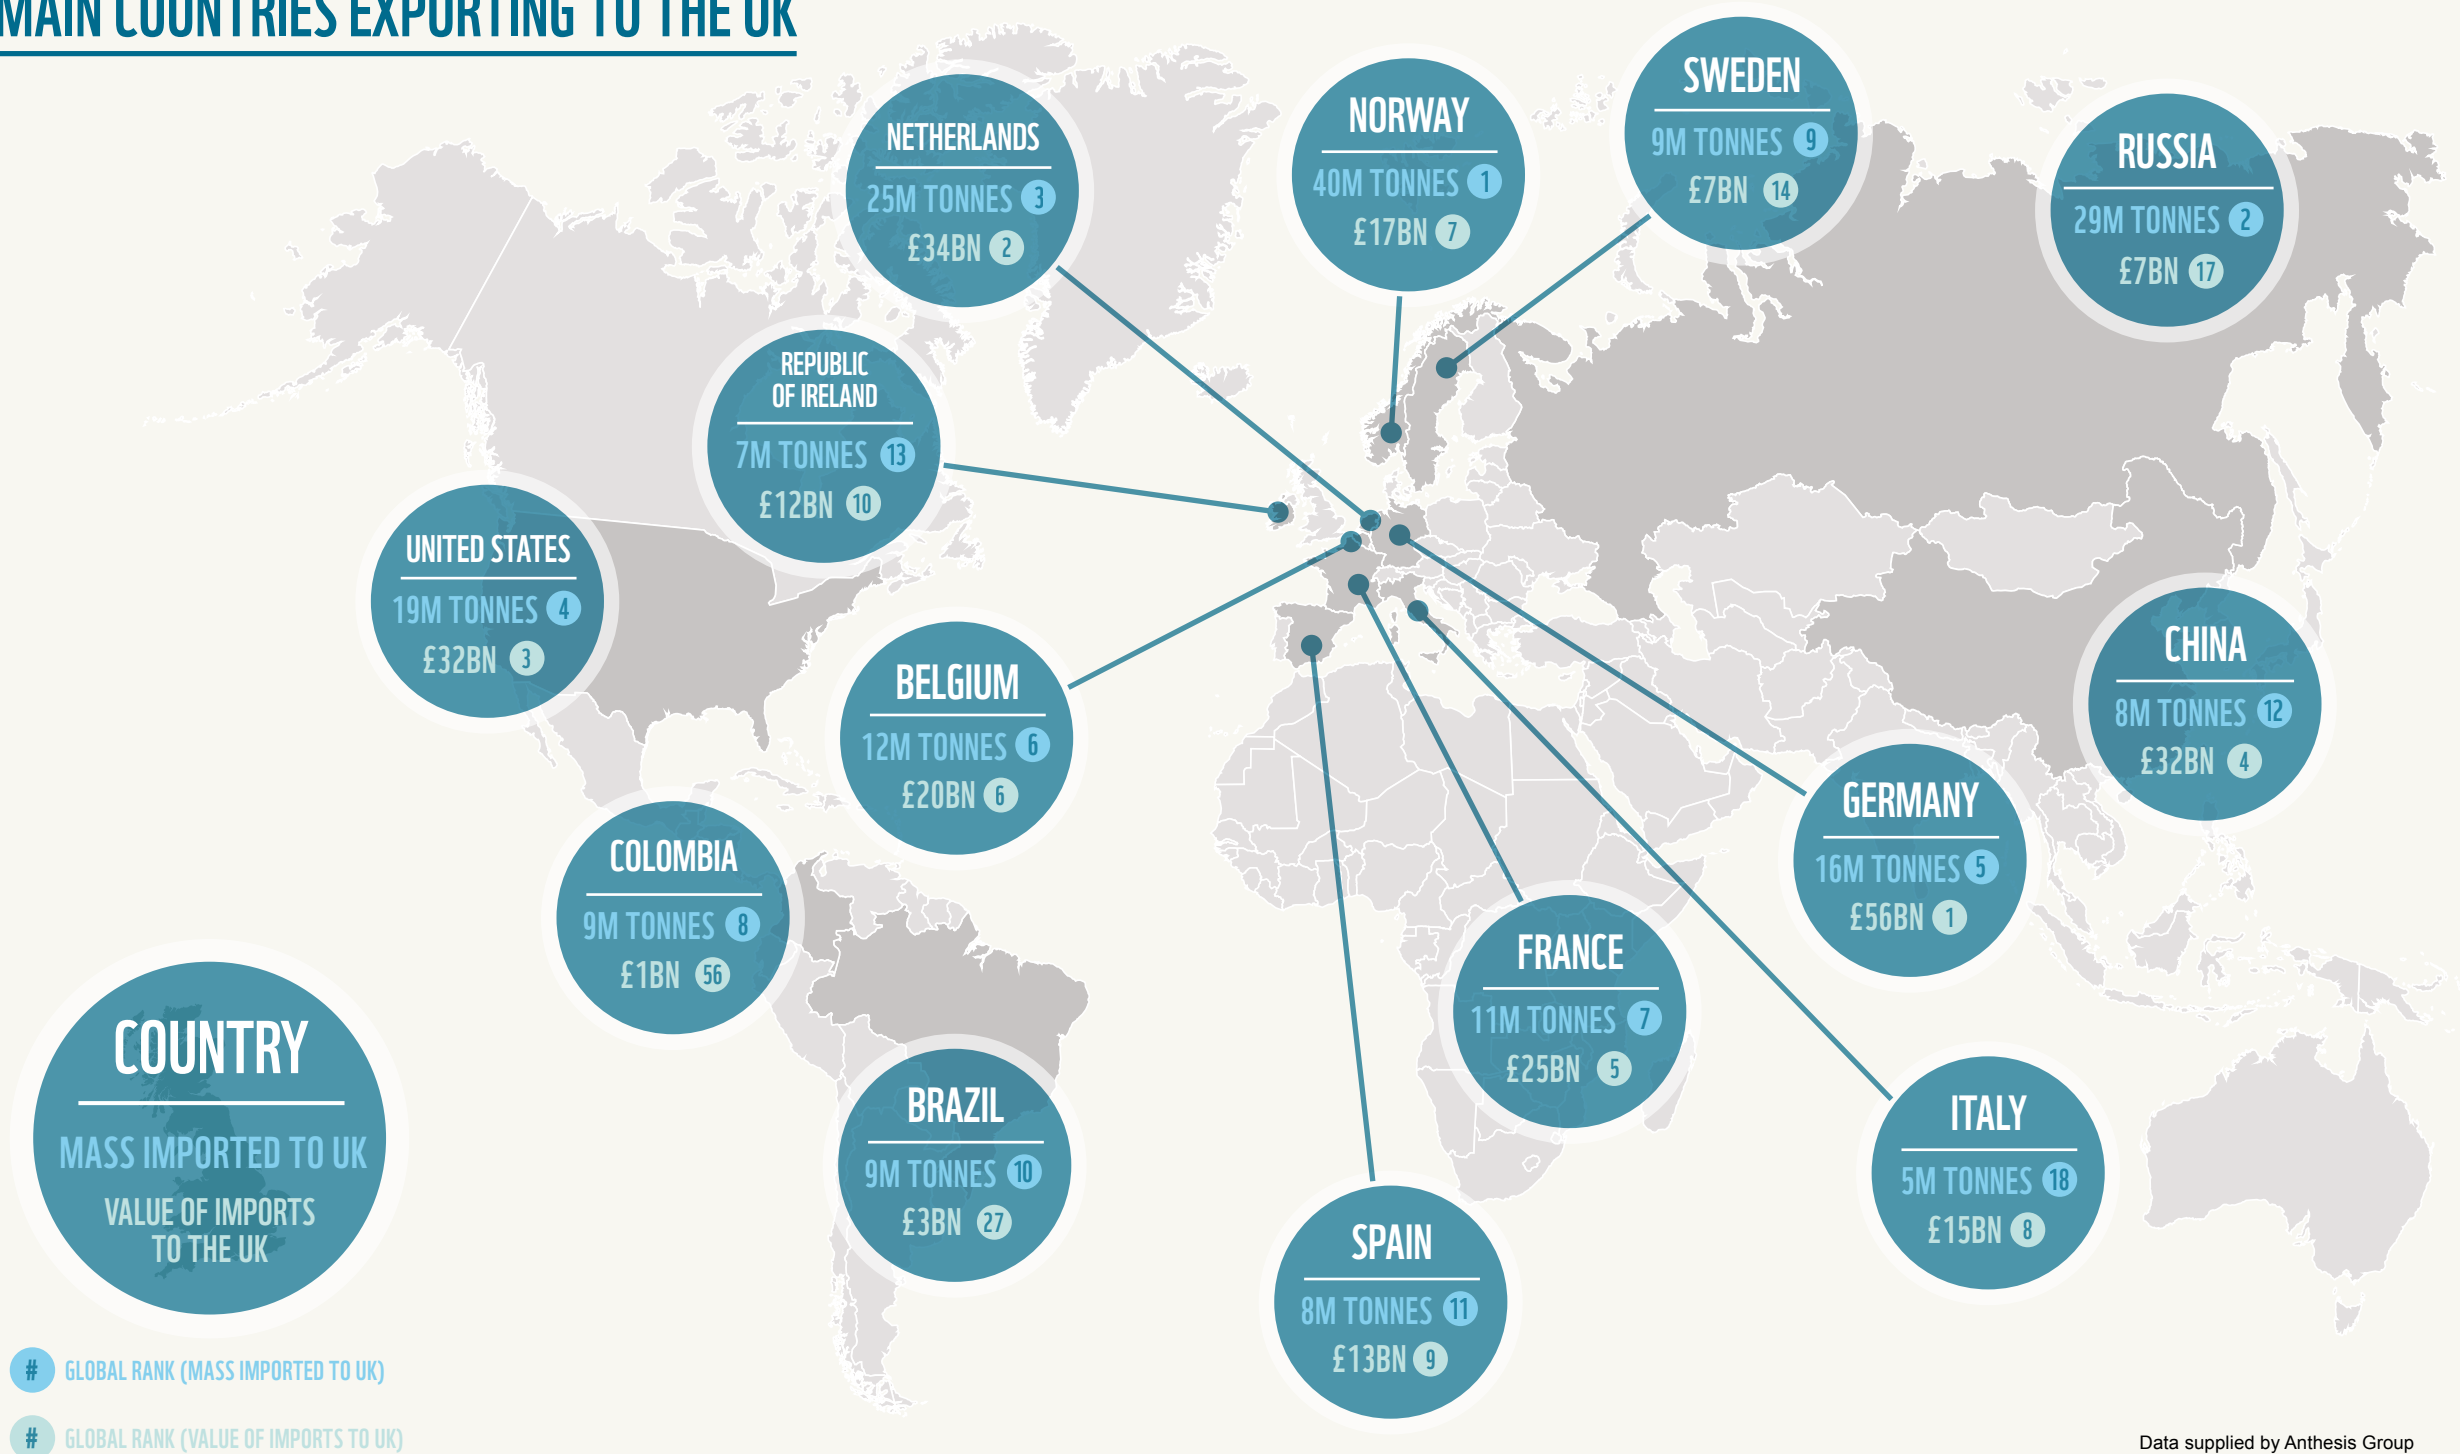 MAIN COUNTRIES EXPORTING TO THE UK
NETHERLANDS
25M TONNES 3
£34BN 2
NORWAY
40M TONNES 1
£17BN 7
SWEDEN
9M TONNES 9
£7BN 14
RUSSIA
29M TONNES 2
£7BN 17
REPUBLIC
OF IRELAND
7M TONNES 13
£12BN 10
UNITED STATES
19M TONNES 4
£32BN 3
BELGIUM
12M TONNES 6
£20BN 6
CHINA
8M TONNES 12
£32BN 4
GERMANY
16M TONNES 5
£56BN 1
COLOMBIA
9M TONNES 8
£1BN 56
FRANCE
11M TONNES 7
£25BN 5
BRAZIL
9M TONNES 10
£3BN 27
ITALY
5M TONNES 18
£15BN 8
SPAIN
8M TONNES 11
£13BN 9
COUNTRY
MASS IMPORTED TO UK
VALUE OF IMPORTS
TO THE UK
# GLOBAL RANK (MASS IMPORTED TO UK)
# GLOBAL RANK (VALUE OF IMPORTS TO UK)
Data supplied by Anthesis Group